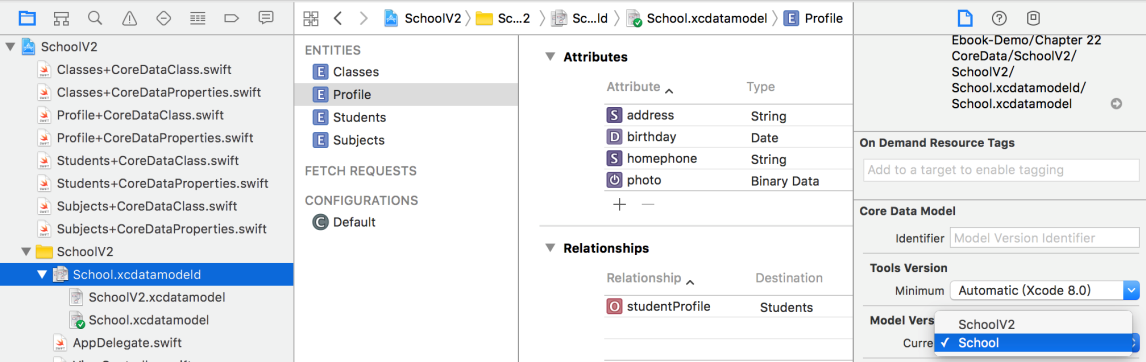 SchoolV2
Classes+CoreDataClass.swift
Classes+CoreDataProperties.swift
Profile+CoreDataClass.swift
Profile+CoreDataProperties.swift
Students+CoreDataClass.swift
Students+CoreDataProperties.swift
Subjects+CoreDataClass.swift
Subjects+CoreDataProperties.swift
SchoolV2
School.xcdatamodeld
SchoolV2.xcdatamodel
School.xcdatamodel
AppDelegate.swift
SchoolV2 Sc...2 Sc...ld School.xcdatamodel E Profile
ENTITIES
E Classes
E Profile
E Students
E Subjects
FETCH REQUESTS
CONFIGURATIONS
C Default
Attributes
Attribute Type
S address String
D birthday Date
S homephone String
photo Binary Data
Relationships
Relationship Destination
O studentProfile Students
Ebook-Demo/Chapter 22
CoreData/SchoolV2/
SchoolV2/
School.xcdatamodeld/
School.xcdatamodel
On Demand Resource Tags
Add to a target to enable tagging
Core Data Model
Identifier Model Version Identifier
Tools Version
Minimum Automatic (Xcode 8.0)
Model Vers
SchoolV2
Curre School